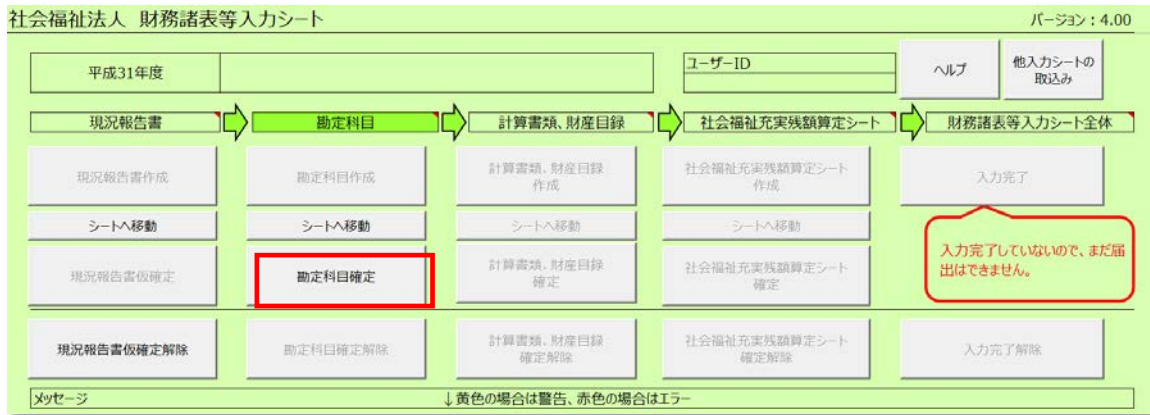 社会福祉法人 財務諸表等入力シート
バージョン：4.00
平成31年度
ユーザーID
ヘルプ
他入力シートの
取込み
現況報告書
勘定科目
計算書類、財産目録
社会福祉充実残額算定シート
財務諸表等入力シート全体
現況報告書作成
勘定科目作成
計算書類、財産目録
作成
社会福祉充実残額算定シート
作成
入力完了
シートへ移動
シートへ移動
シートへ移動
シートへ移動
入力完了していないので、まだ届
出はできません。
現況報告書仮確定
勘定科目確定
計算書類、財産目録
確定
社会福祉充実残額算定シート
確定
現況報告書仮確定解除
勘定科目確定解除
計算書類、財産目録
確定解除
社会福祉充実残額算定シート
確定解除
入力完了解除
メッセージ
↓黄色の場合は警告、赤色の場合はエラー